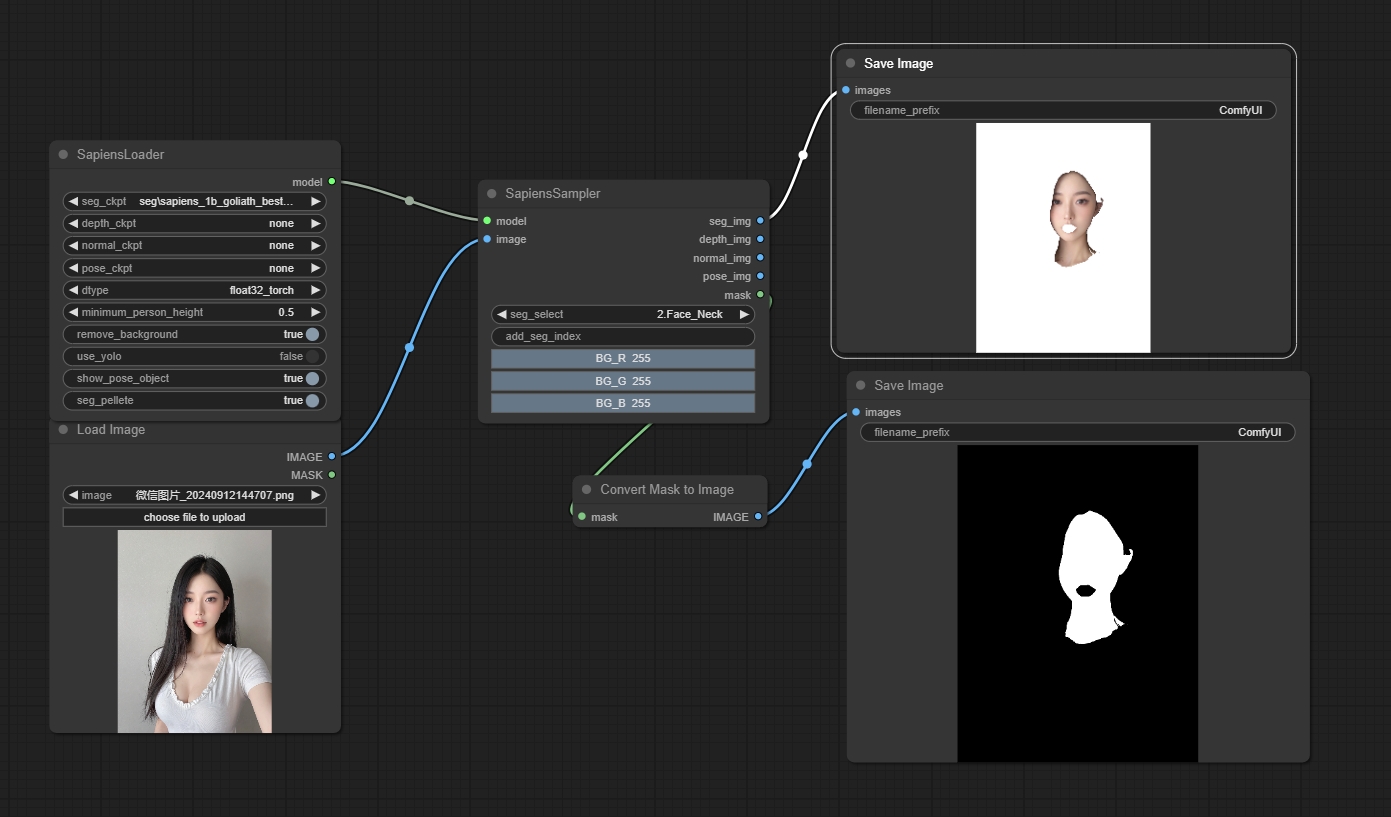 SapiensLoader
model
seg_ckpt seg\sapiens_1b_goliath_best...
depth_ckpt none
normal_ckpt none
pose_ckpt none
dtype float32_torch
minimum_person_height 0.5
remove_background true
use_yolo false
show_pose_object true
seg_pellete true
Load Image
IMAGE
MASK
image 微信图片_20240912144707.png
choose file to upload
SapiensSampler
model seg_img
image depth_img
normal_img
pose_img
mask
seg_select 2.Face_Neck
add_seg_index
BG_R 255
BG_G 255
BG_B 255
Convert Mask to Image
mask IMAGE
Save Image
images
filename_prefix ComfyUI
Save Image
images
filename_prefix ComfyUI